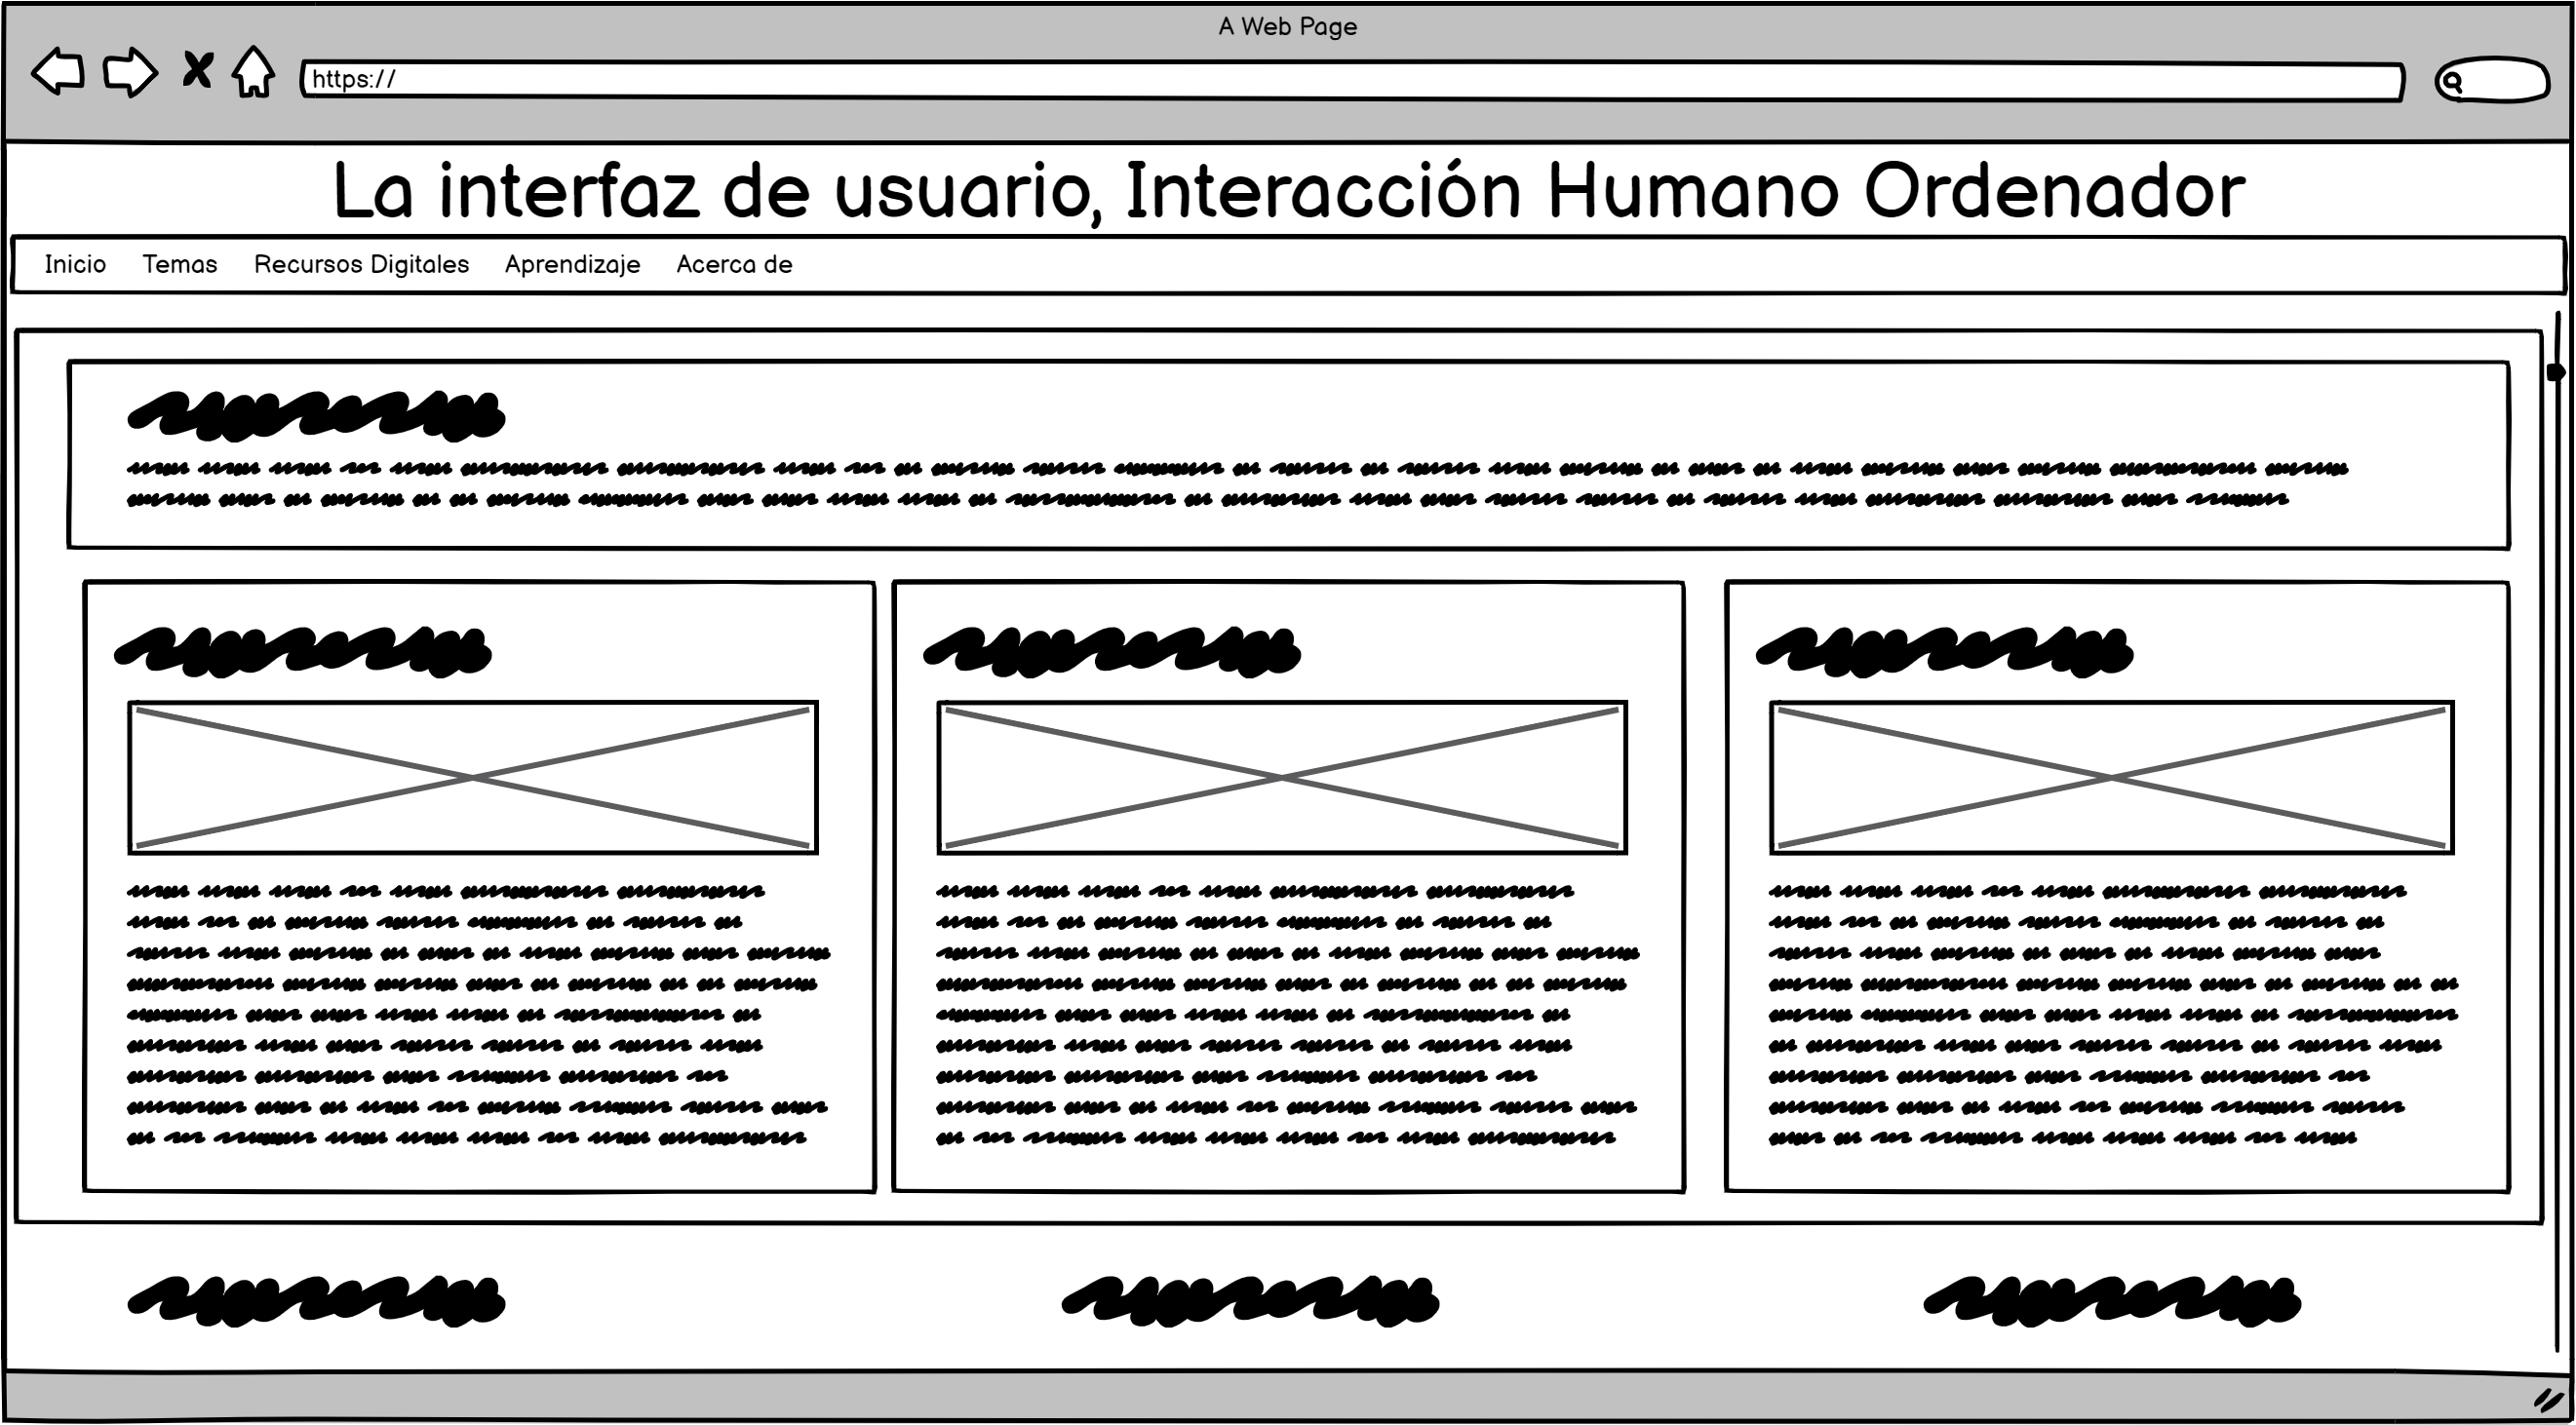 A Web Page
https://
La interfaz de usuario, Interacción Humano Ordenador
Inicio Temas Recursos Digitales Aprendizaje Acerca de